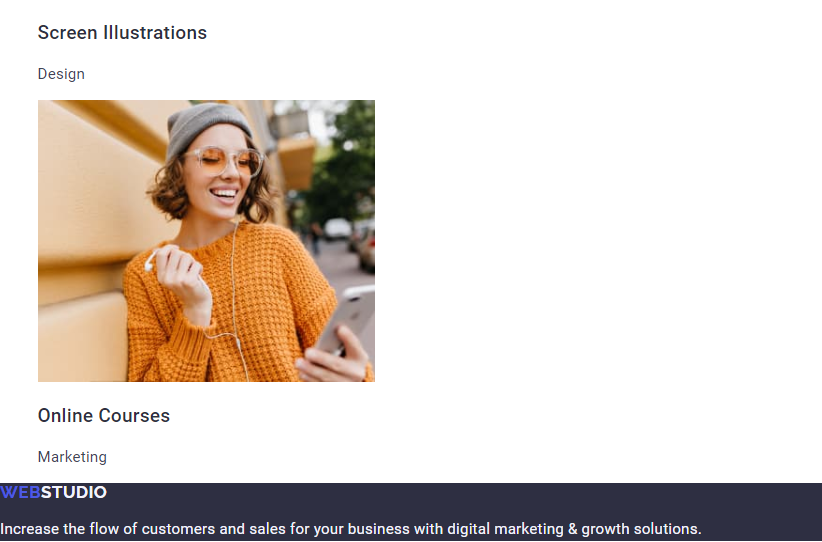 Screen Illustrations
Design
Online Courses
Marketing
WEBSTUDIO
Increase the flow of customers and sales for your business with digital marketing & growth solutions.